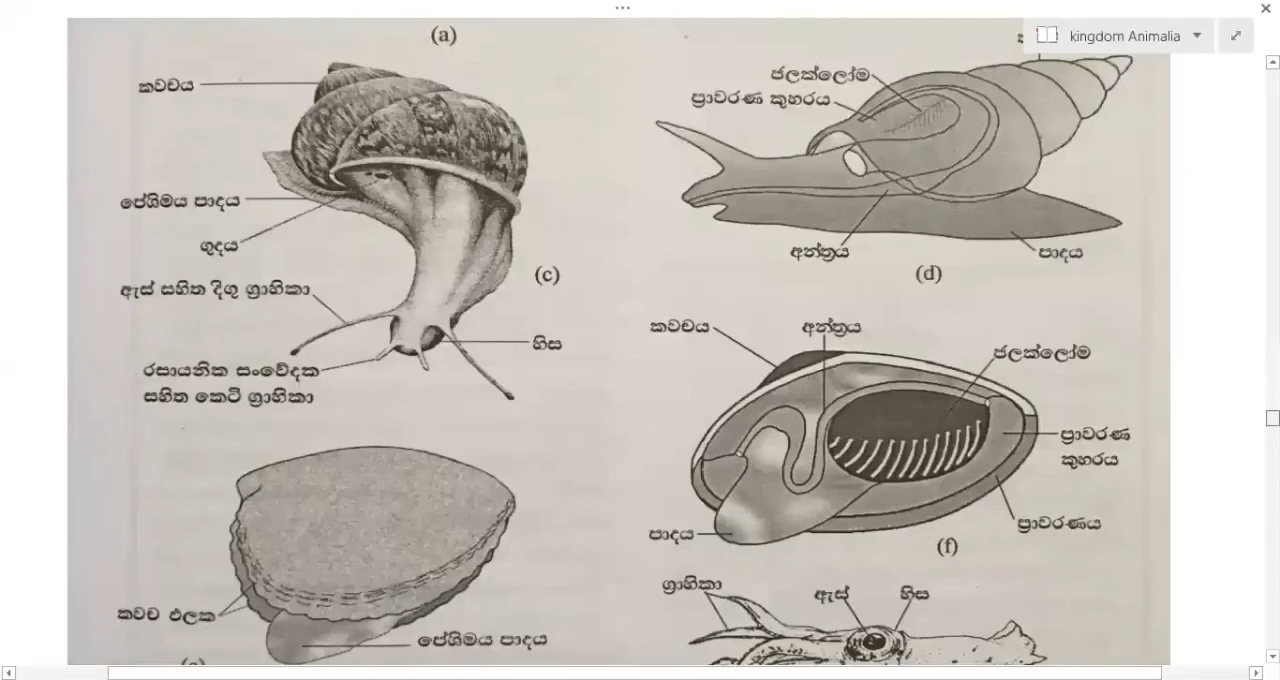 ...
kingdom Animalia
(a)
කවචය
පේශිමය පාදය
ගුදය
(c)
ඇස් සහිත දිගු ග්‍රාහිකා
හිස
රසායනික සංවේදක
සහිත කෙටි ග්‍රාහිකා
ජලක්ලෝම
ප්‍රාවරණ කුහරය
අන්ත්‍රය
පාදය
(d)
කවච ඵලක
පේශිමය පාදය
කවචය
අන්ත්‍රය
ජලක්ලෝම
ප්‍රාවරණ
කුහරය
ප්‍රාවරණය
පාදය
(f)
ග්‍රාහිකා
ඇස්
හිස